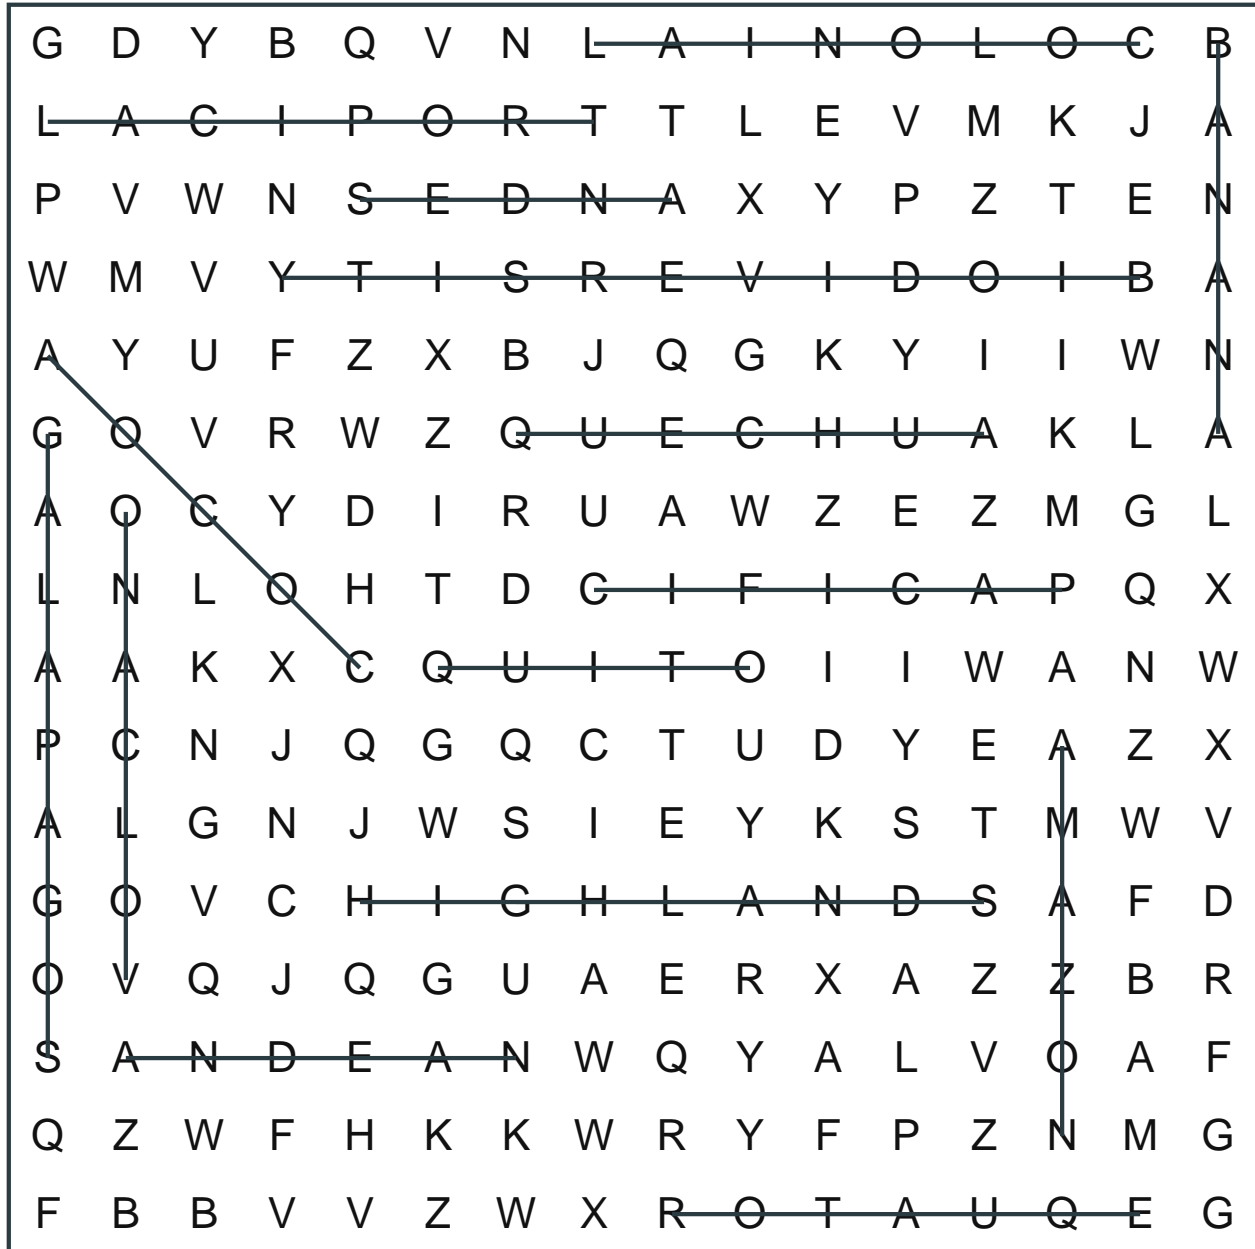 G D Y B Q V N L A I N O L O C B
L A C I P O R T T L E V M K J A
P V W N S E D N A X Y P Z T E N
W M V Y T I S R E V I D O I B A
A Y U F Z X B J Q G K Y I I W N
G O V R W Z Q U E C H U A K L A
A O C Y D I R U A W Z E Z M G L
L N L O H T D C I F I C A P Q X
A A K X C Q U I T O I I W A N W
P C N J Q G Q C T U D Y E A Z X
A L G N J W S I E Y K S T M W V
G O V C H I G H L A N D S A F D
O V Q J Q G U A E R X A Z Z B R
S A N D E A N W Q Y A L V O A F
Q Z W F H K K W R Y F P Z N M G
F B B V V Z W X R O T A U Q E G